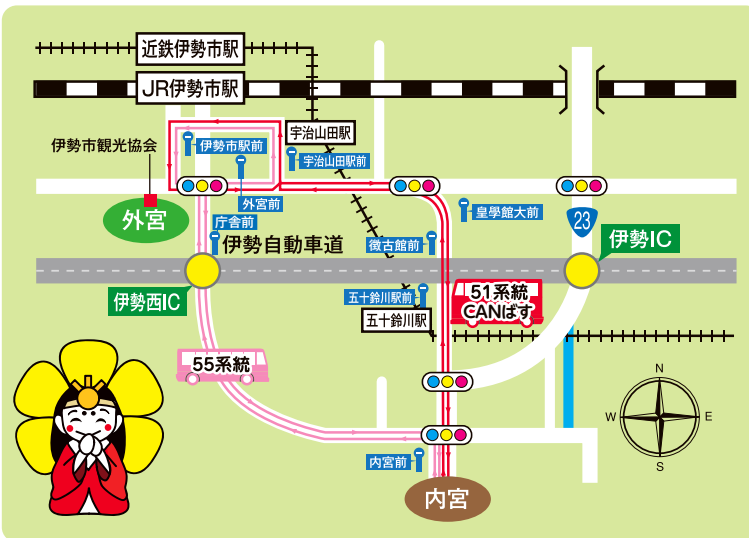 近鉄伊勢市駅
JR伊勢市駅
宇治山田駅
伊勢市観光協会
伊勢市駅前
宇治山田駅前
外宮前
外宮
庁舎前
皇學館大前
徴古館前
23
伊勢自動車道
伊勢IC
伊勢西IC
五十鈴川駅前
五十鈴川駅
51系統
CANばす
55系統
内宮前
内宮
N
W
E
S